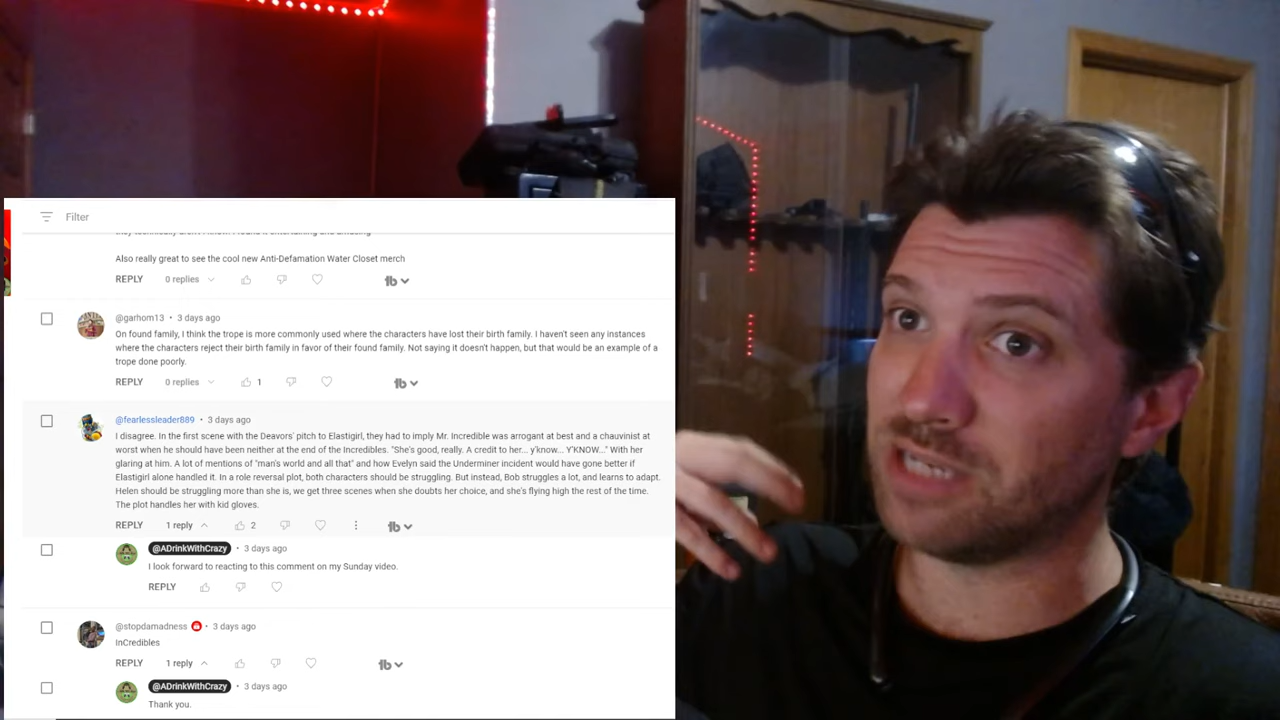 Filter
Also really great to see the cool new Anti-Defamation Water Closet merch
REPLY 0 replies
@garhom13 • 3 days ago
On found family, I think the trope is more commonly used where the characters have lost their birth family. I haven't seen any instances
where the characters reject their birth family in favor of their found family. Not saying it doesn't happen, but that would be an example of a
trope done poorly.
REPLY 0 replies 1
@fearlessleader889 • 3 days ago
I disagree. In the first scene with the Deavors' pitch to Elastigirl, they had to imply Mr. Incredible was arrogant at best and a chauvinist at
worst when he should have been neither at the end of the Incredibles. "She's good, really. A credit to her... y'know... Y'KNOW..." With her
glaring at him. A lot of mentions of "man's world and all that" and how Evelyn said the Underminer incident would have gone better if
Elastigirl alone handled it. In a role reversal plot, both characters should be struggling. But instead, Bob struggles a lot, and learns to adapt.
Helen should be struggling more than she is, we get three scenes when she doubts her choice, and she's flying high the rest of the time.
The plot handles her with kid gloves.
REPLY 1 reply 2
@ADrinkWithCrazy • 3 days ago
I look forward to reacting to this comment on my Sunday video.
REPLY
@stopdamadness • 3 days ago
InCredibles
REPLY 1 reply
@ADrinkWithCrazy • 3 days ago
Thank you.